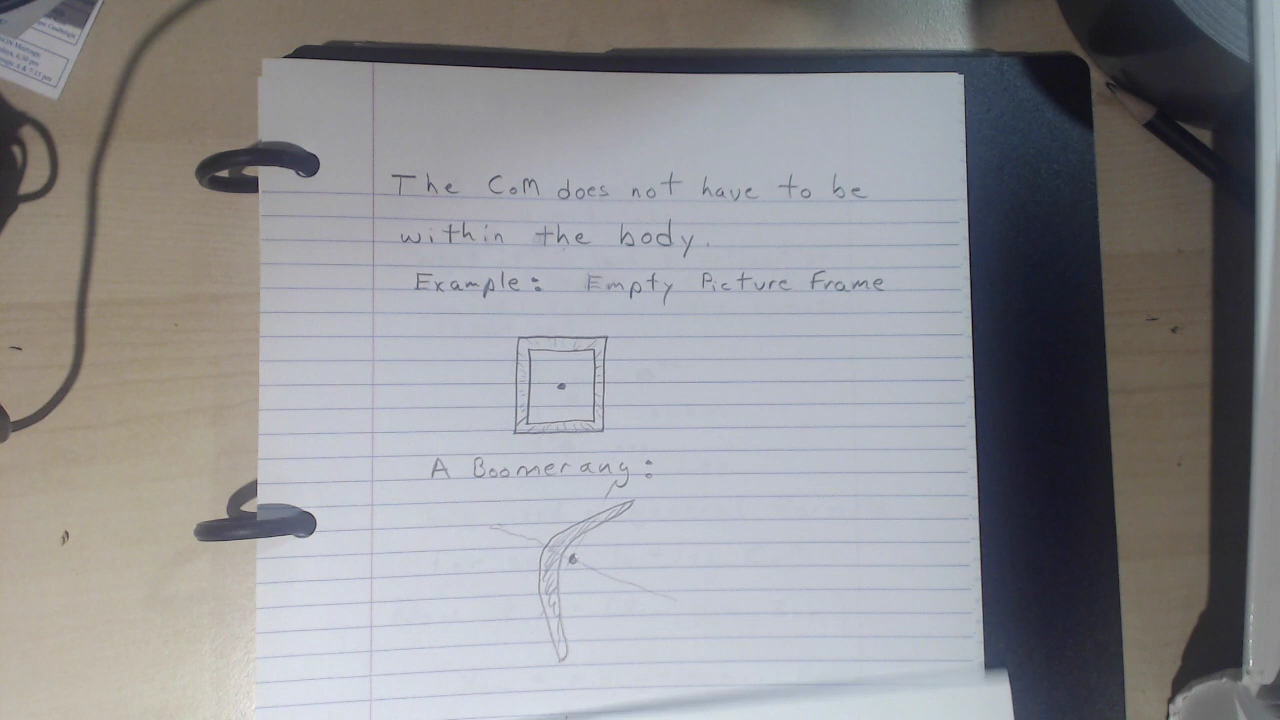 The CoM does not have to be
within the body.
Example: Empty Picture Frame
A Boomerang: